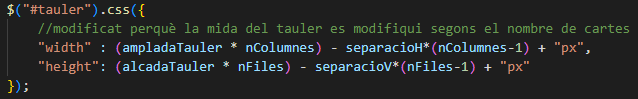 $("#tauler").css({
//modificat perquè la mida del tauler es modifiqui segons el nombre de cartes
"width" : (ampladaTauler * nColumnes) - separacioH*(nColumnes-1) + "px",
"height": (alcadaTauler * nFiles) - separacioV*(nFiles-1) + "px"
});